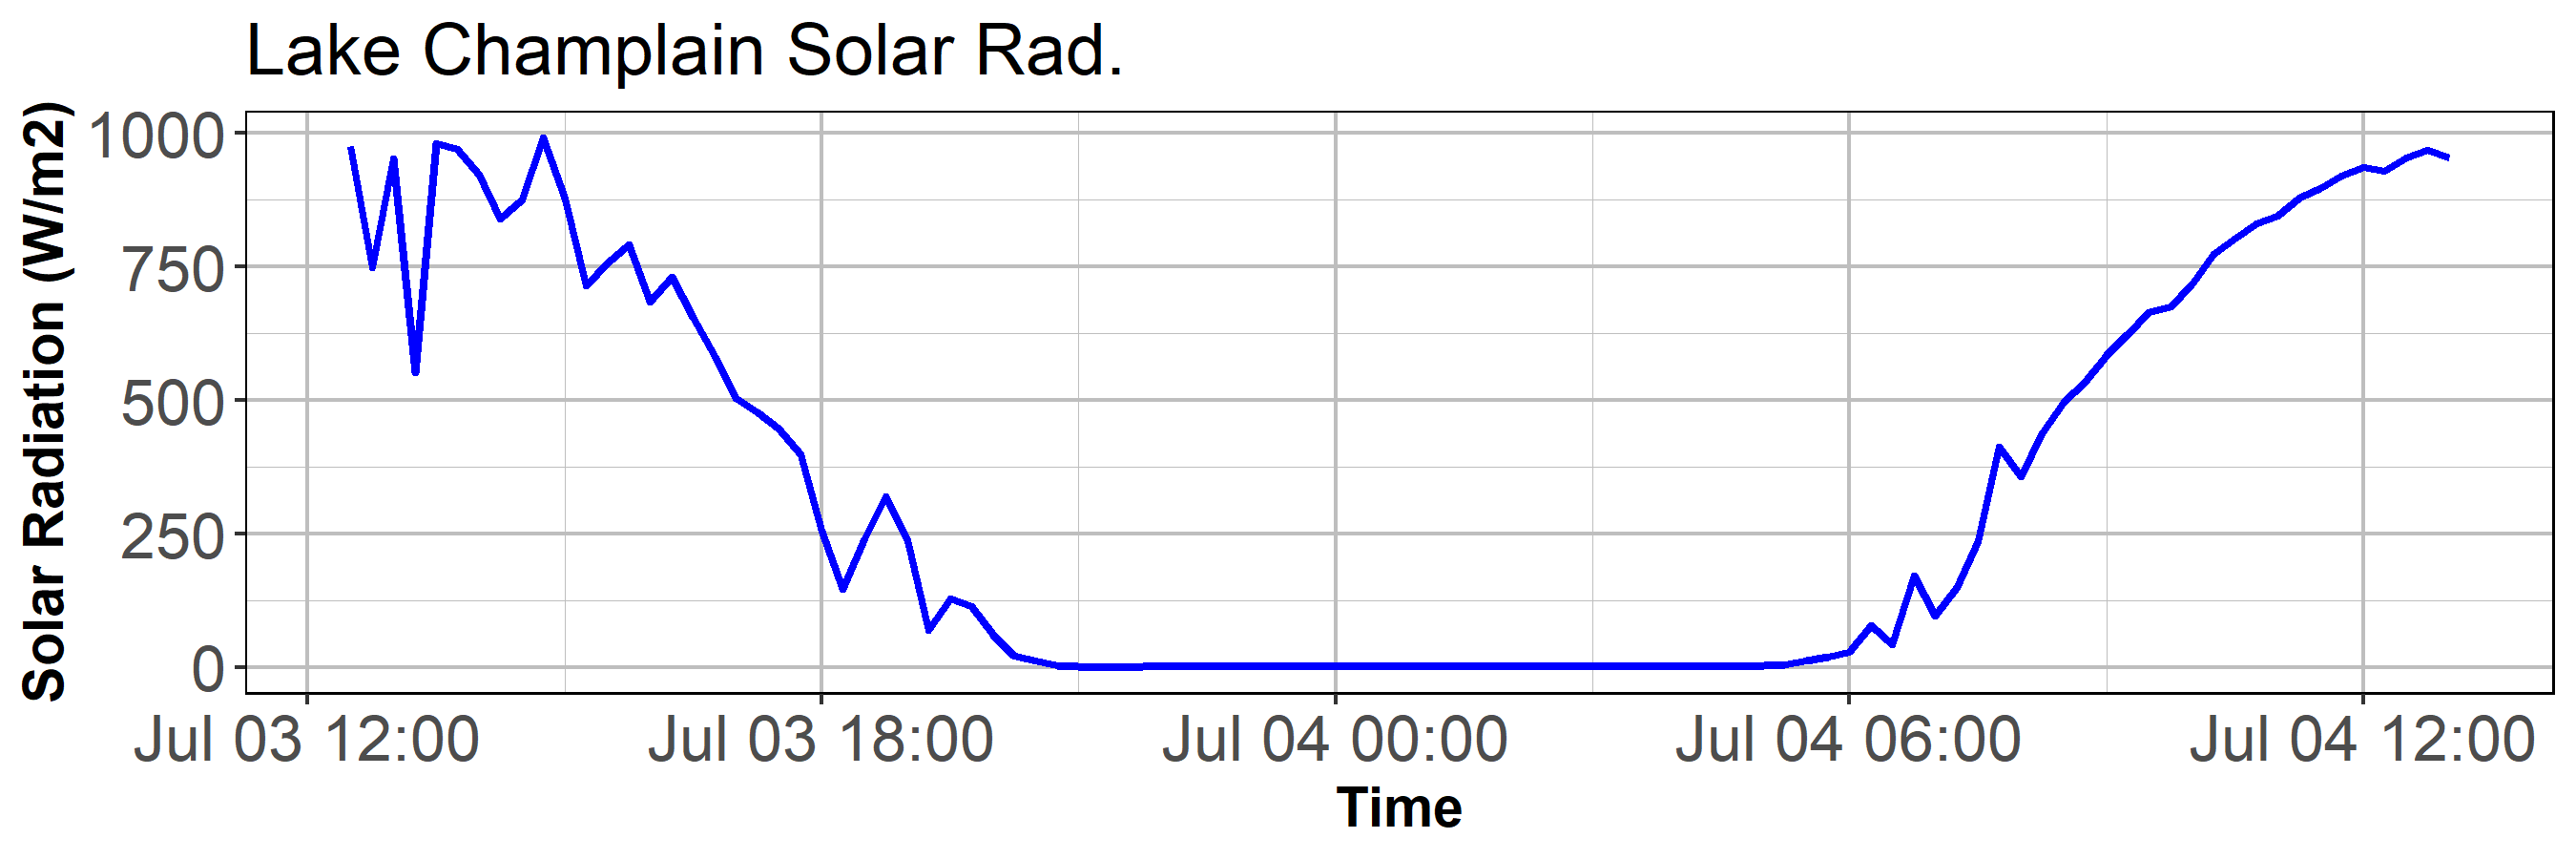 Lake Champlain Solar Rad.
Solar Radiation (W/m2)
1000
750
500
250
0
Jul 03 12:00
Jul 03 18:00
Jul 04 00:00
Jul 04 06:00
Jul 04 12:00
Time